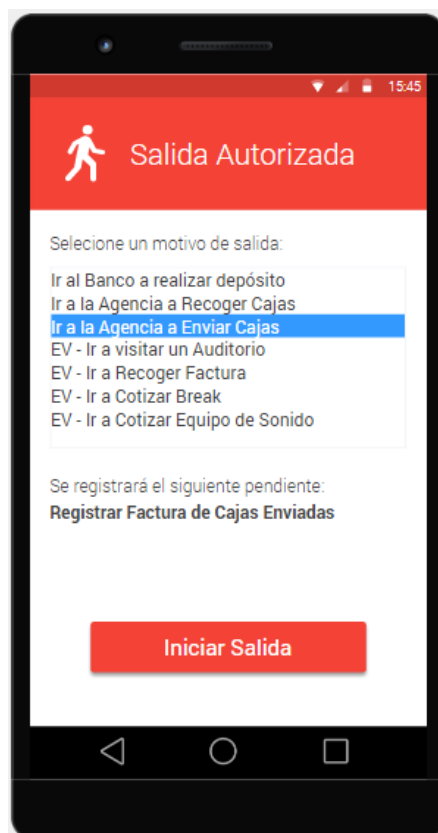 15:45
Salida Autorizada
Selecione un motivo de salida:
Ir al Banco a realizar depósito
Ir a la Agencia a Recoger Cajas
Ir a la Agencia a Enviar Cajas
EV - Ir a visitar un Auditorio
EV - Ir a Recoger Factura
EV - Ir a Cotizar Break
EV - Ir a Cotizar Equipo de Sonido
Se registrará el siguiente pendiente:
Registrar Factura de Cajas Enviadas
Iniciar Salida